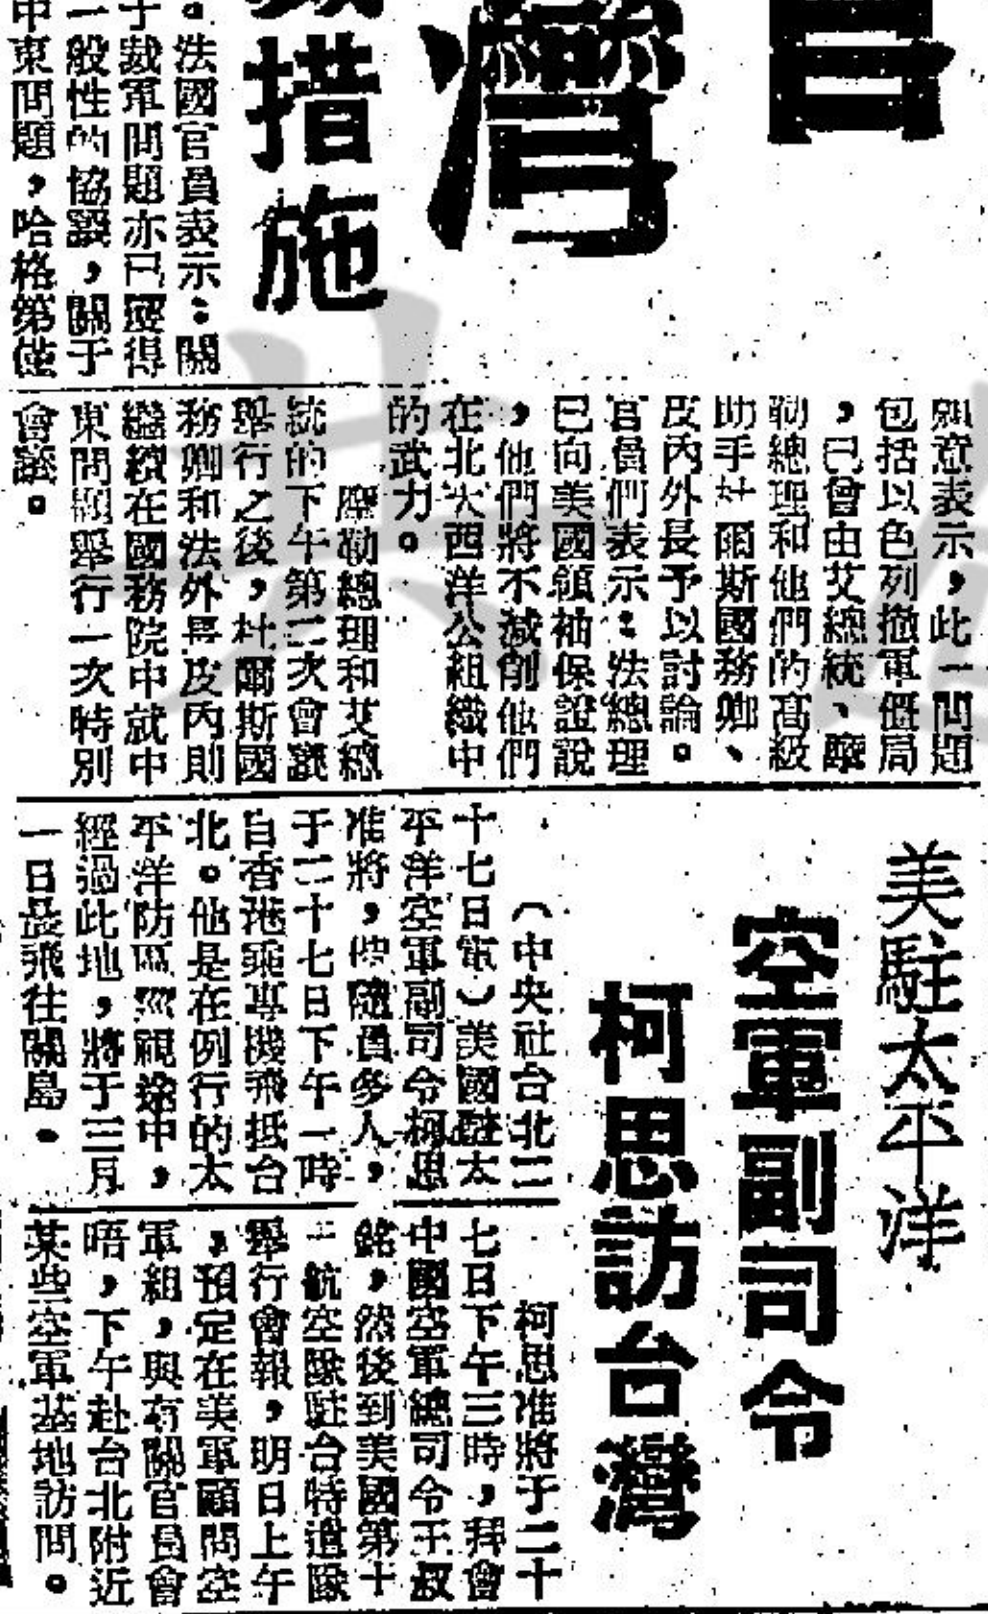 措施
灣
。法國官員表示：關
于裁軍問題亦已獲得
一般性的協議，關于
中東問題，哈格第僅
願意表示，此一問題
包括以色列撤軍僵局
，已曾由艾總統、摩
勒總理和他們的高級
助手杜爾斯國務卿、
皮內外長予以討論。
官員們表示：法總理
已向美國領袖保證說
，他們將不減削他們
在北大西洋公組織中
的武力。
摩勒總理和艾總
統的下午第二次會議
舉行之後，杜爾斯國
務卿和法外長皮內則
繼續在國務院中就中
東問題舉行一次特別
會議。
美駐太平洋
空軍副司令
柯思訪台灣
（中央社台北二
十七日電）美國駐太
平洋空軍副司令柯思
准將，偕隨員多人，
于二十七日下午一時
自香港乘專機飛抵台
北。他是在例行的太
平洋防區巡視途中，
經過此地，將于三月
一日晨飛往關島。
柯思准將于二十
七日下午三時，拜會
中國空軍總司令王叔
銘，然後到美國第十
三航空隊駐台特遣隊
舉行會報，明日上午
，預定在美軍顧問空
軍組，與有關官員會
晤，下午赴台北附近
某些空軍基地訪問。